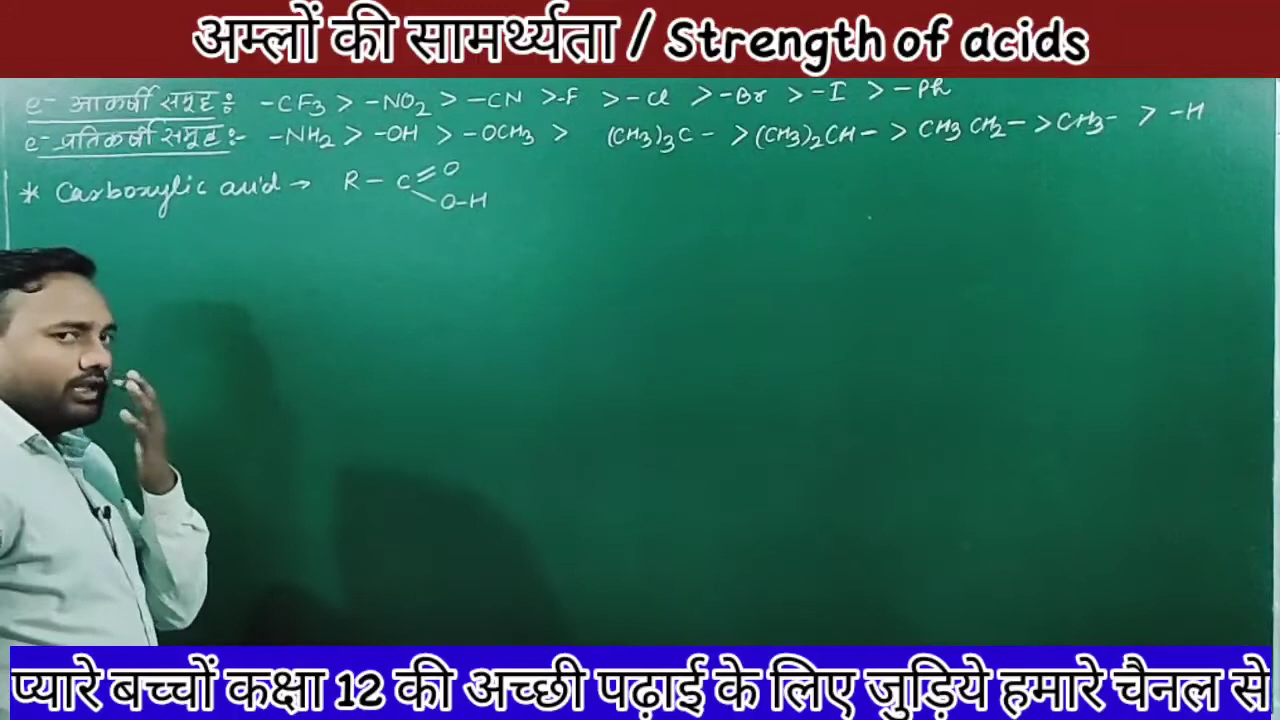 अम्लों की सामर्थ्यता / Strength of acids
e⁻ आकर्षी समूह :- -CF₃ > -NO₂ > -CN > -F > -Cl > -Br > -I > -Ph
e⁻ प्रतिकर्षी समूह :- -NH₂ > -OH > -OCH₃ > (CH₃)₃C- > (CH₃)₂CH- > CH₃CH₂- > CH₃- > -H
* Carboxylic acid → R - C = O
O-H
प्यारे बच्चों कक्षा 12 की अच्छी पढ़ाई के लिए जुड़िये हमारे चैनल से